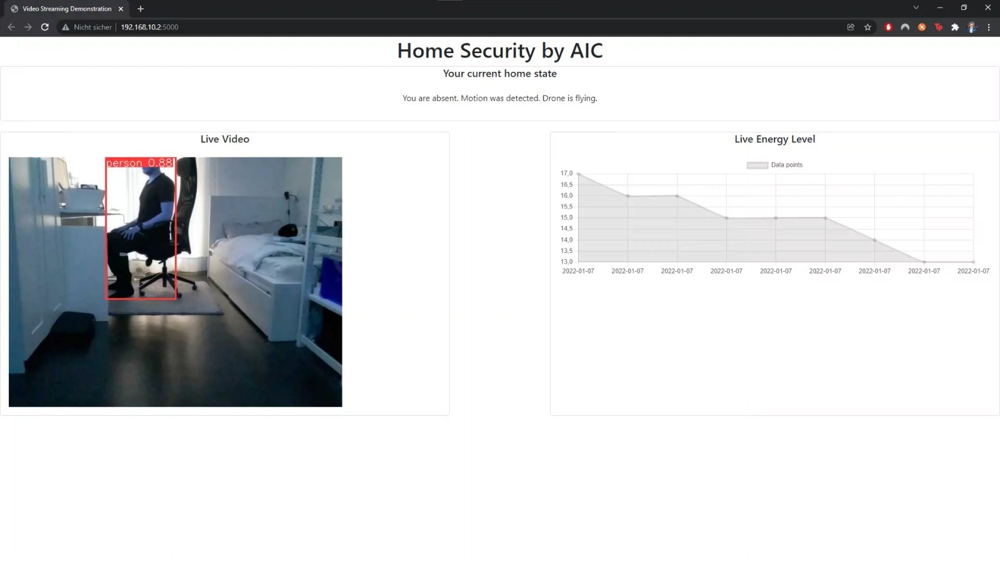 Video Streaming Demonstration
Nicht sicher
192.168.10.2:5000
Tp
Home Security by AIC
Your current home state
You are absent. Motion was detected. Drone is flying.
Live Video
person 0.88
Live Energy Level
Data points
17,0
16,5
16,0
15,5
15,0
14,5
14,0
13,5
13,0
2022-01-07 2022-01-07 2022-01-07 2022-01-07 2022-01-07 2022-01-07 2022-01-07 2022-01-07 2022-01-07